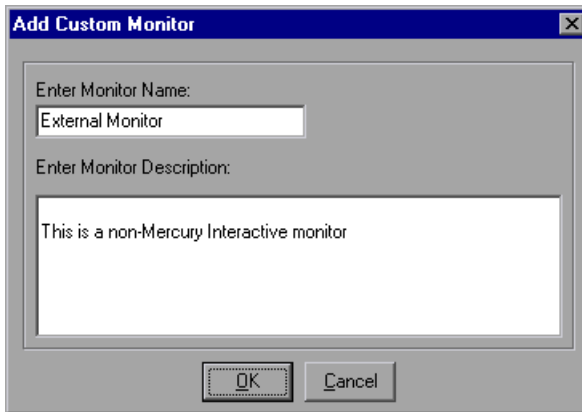 Add Custom Monitor
Enter Monitor Name:
External Monitor
Enter Monitor Description:
This is a non-Mercury Interactive monitor
OK Cancel